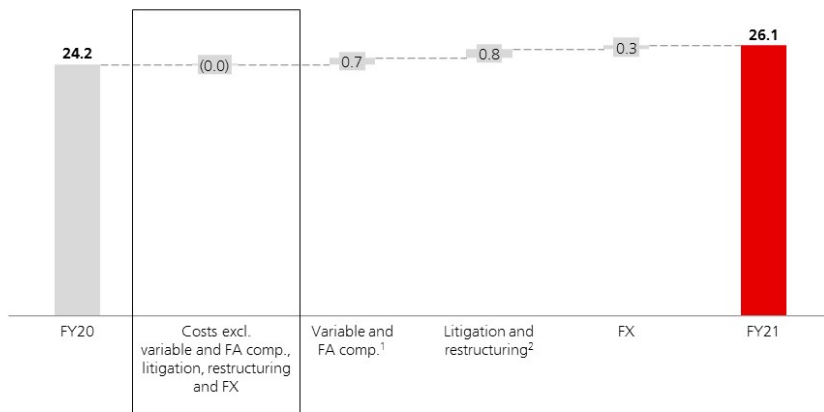 24.2
(0.0)
0.7
0.8
0.3
26.1
FY20
Costs excl.
variable and FA comp.,
litigation, restructuring
and FX
Variable and
FA comp.¹
Litigation and
restructuring²
FX
FY21